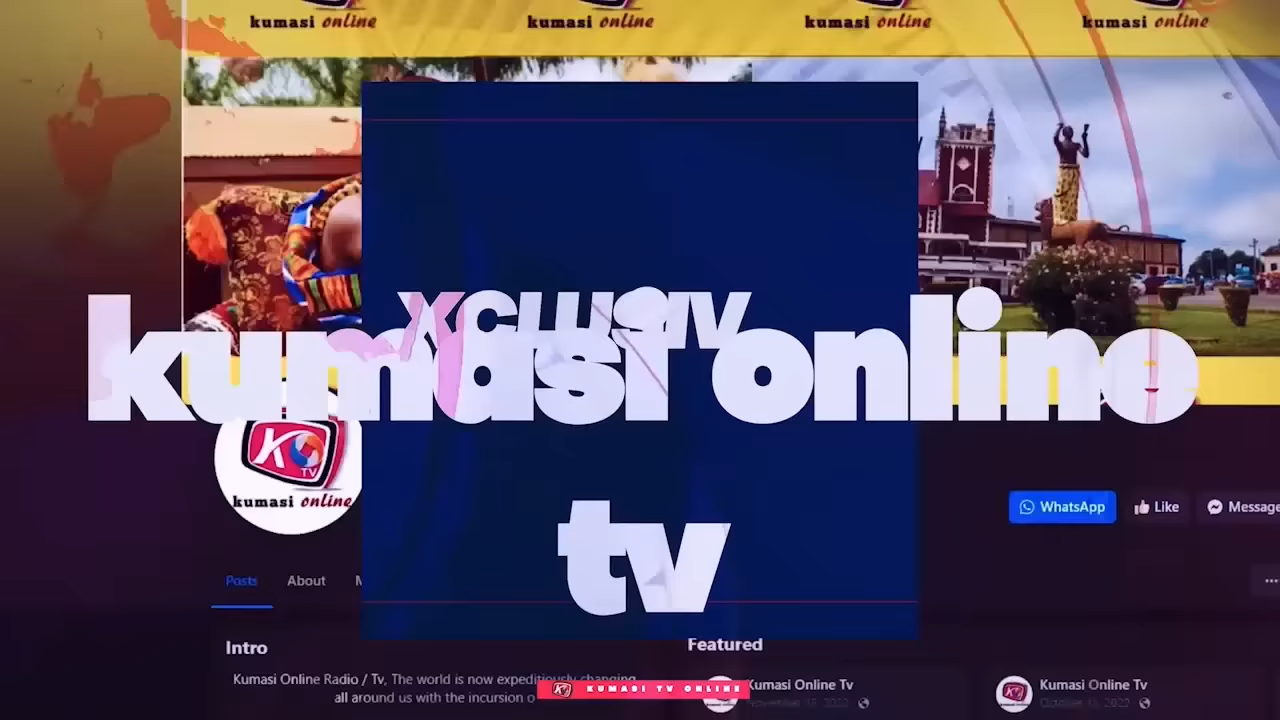 kumasi online
kumasi online
kumasi online
kumasi online
XCLUSIV
kumasi online
tv
K TV
kumasi online
WhatsApp
Like
Message
Posts
About
Intro
Featured
Kumasi Online Radio / Tv, The world is now expeditiously changing
all around us with the incursion o
KUMASI TV ONLINE
Kumasi Online Tv
Kumasi Online Tv